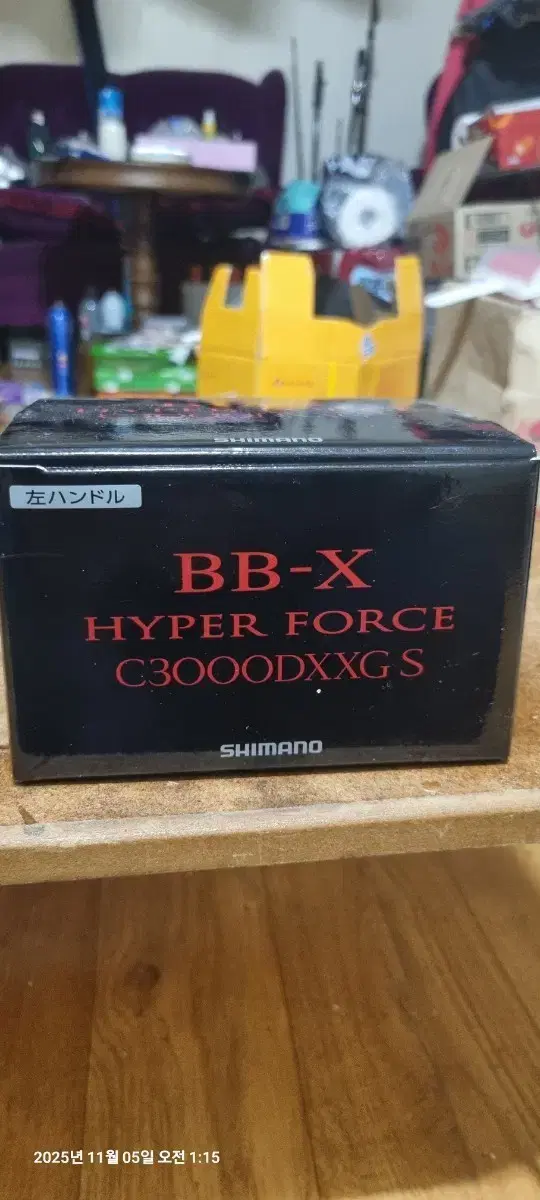 SHIMANO
左ハンドル
BB-X
HYPER FORCE
C3000DXXG S
SHIMANO
2025년 11월 05일 오전 1:15